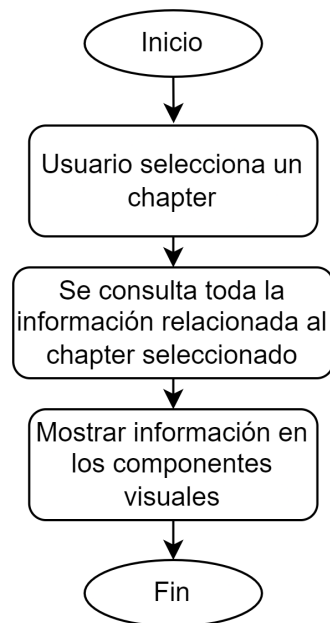 Inicio
Usuario selecciona un
chapter
Se consulta toda la
información relacionada al
chapter seleccionado
Mostrar información en
los componentes
visuales
Fin